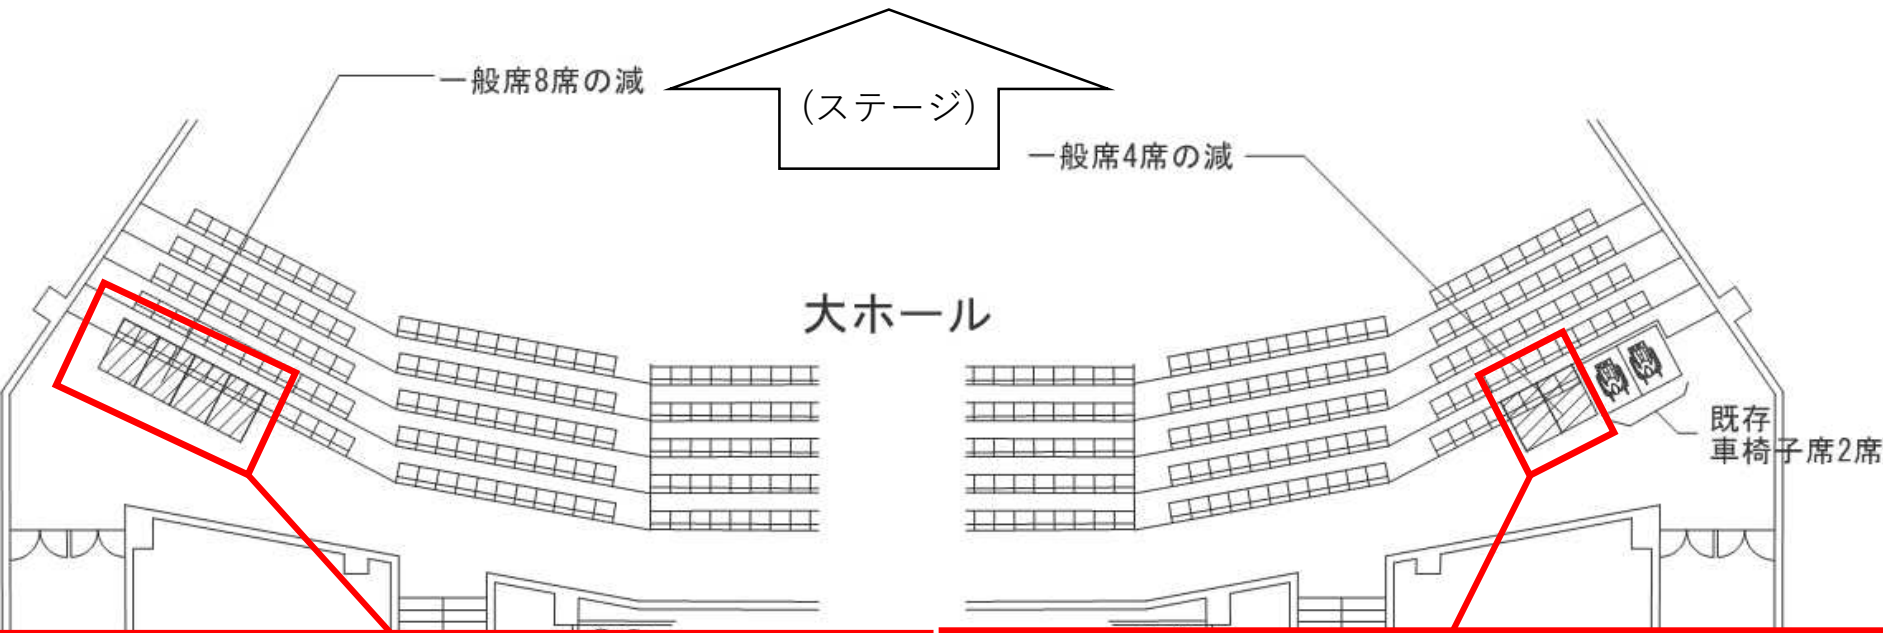 一般席8席の減
(ステージ)
一般席4席の減
大ホール
既存
車椅子席2席